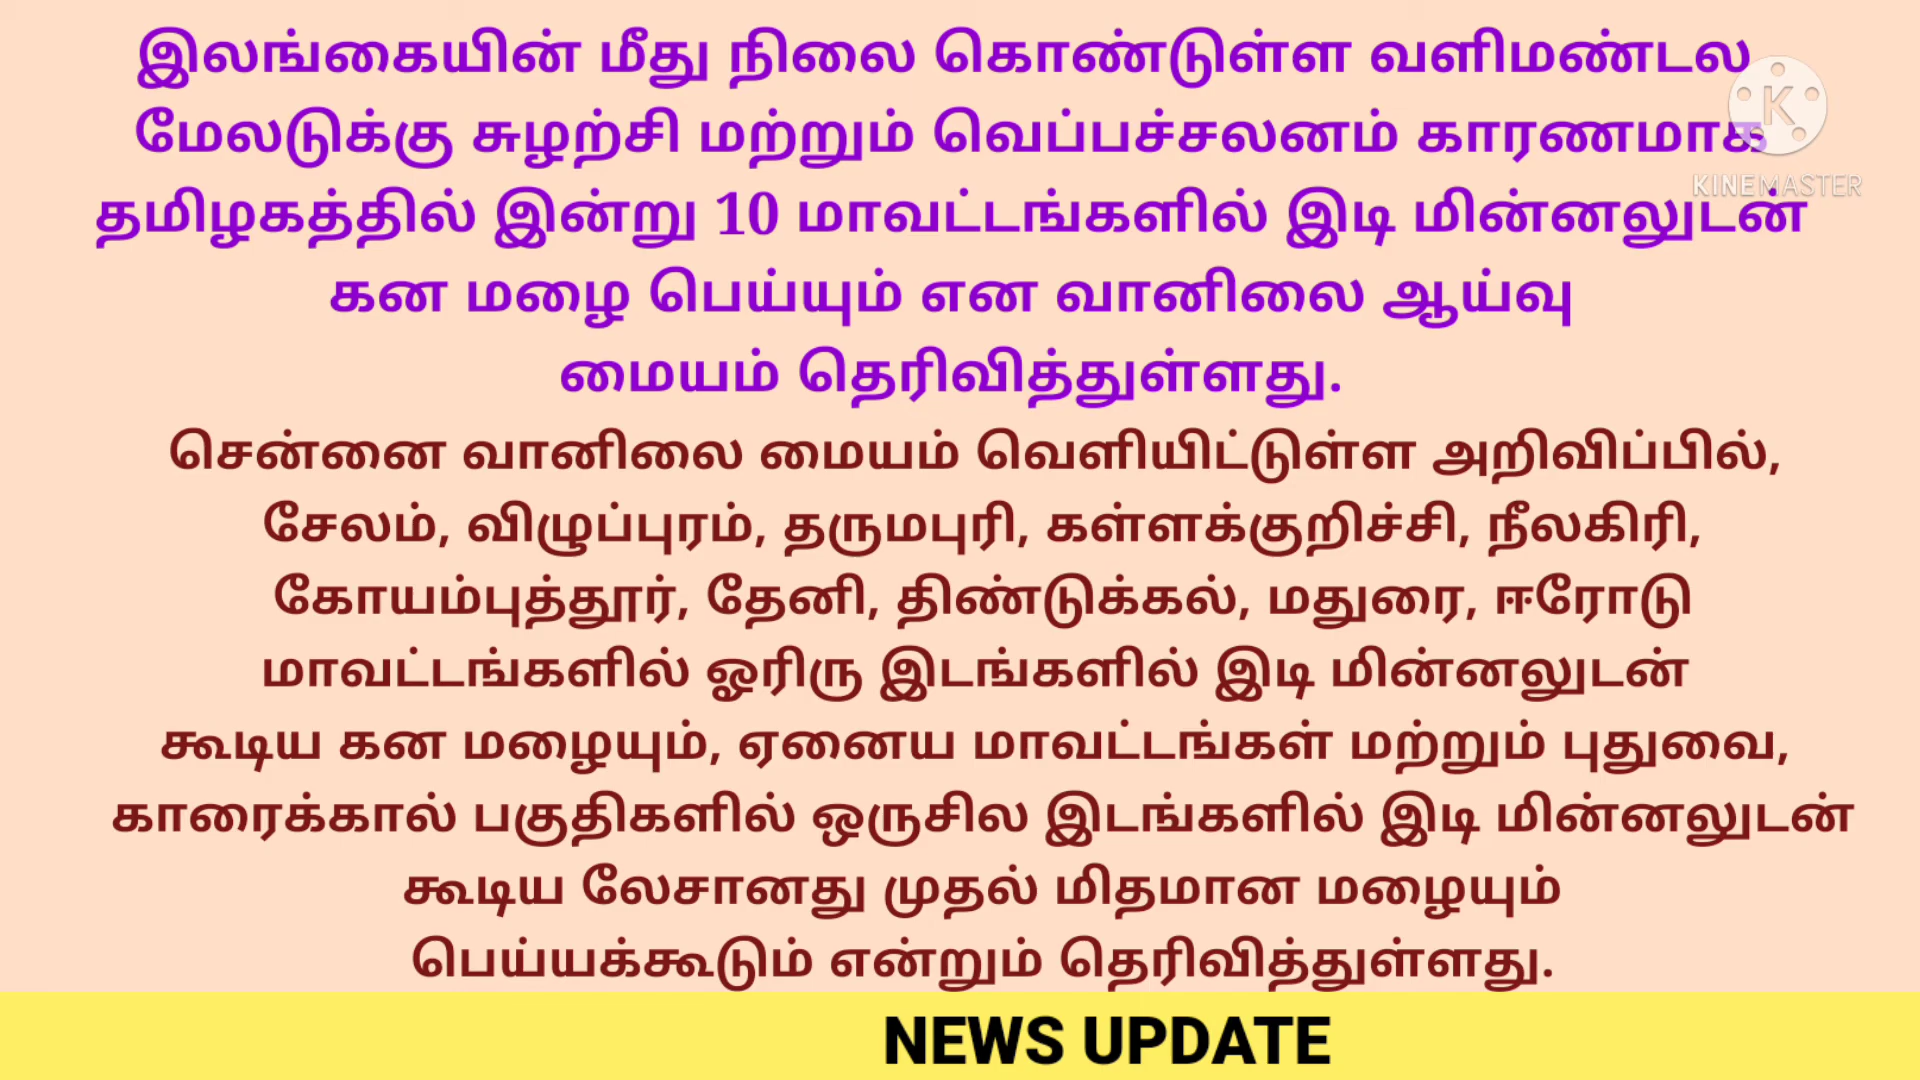 இலங்கையின் மீது நிலை கொண்டுள்ள வளிமண்டல
மேலடுக்கு சுழற்சி மற்றும் வெப்பச்சலனம் காரணமாக
தமிழகத்தில் இன்று 10 மாவட்டங்களில் இடி மின்னலுடன்
கன மழை பெய்யும் என வானிலை ஆய்வு
மையம் தெரிவித்துள்ளது.
சென்னை வானிலை மையம் வெளியிட்டுள்ள அறிவிப்பில்,
சேலம், விழுப்புரம், தருமபுரி, கள்ளக்குறிச்சி, நீலகிரி,
கோயம்புத்தூர், தேனி, திண்டுக்கல், மதுரை, ஈரோடு
மாவட்டங்களில் ஓரிரு இடங்களில் இடி மின்னலுடன்
கூடிய கன மழையும், ஏனைய மாவட்டங்கள் மற்றும் புதுவை,
காரைக்கால் பகுதிகளில் ஒருசில இடங்களில் இடி மின்னலுடன்
கூடிய லேசானது முதல் மிதமான மழையும்
பெய்யக்கூடும் என்றும் தெரிவித்துள்ளது.
NEWS UPDATE
K
KINEMASTER